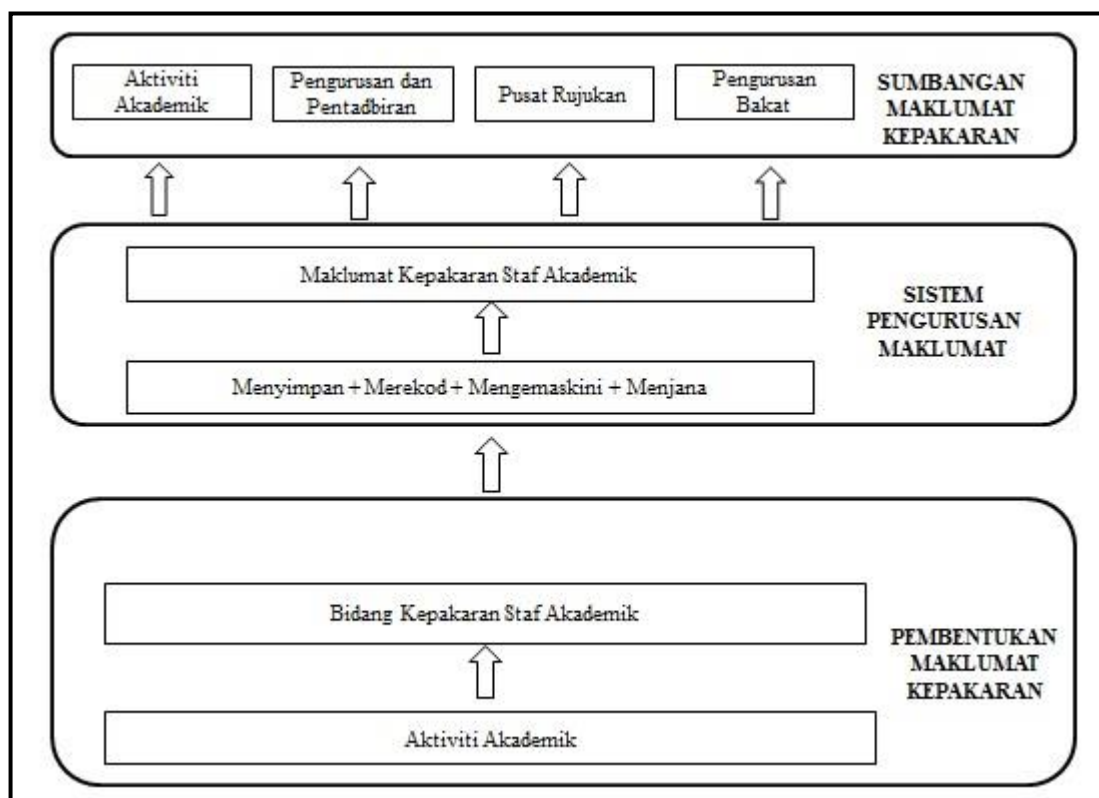 Aktiviti
Akademik
Pengurusan dan
Pentadbiran
Pusat Rujukan
Pengurusan
Bakat
SUMBANGAN
MAKLUMAT
KEPAKARAN
Maklumat Kepakaran Staf Akademik
Menyimpan + Merekod + Mengemaskini + Menjana
SISTEM
PENGURUSAN
MAKLUMAT
Bidang Kepakaran Staf Akademik
Aktiviti Akademik
PEMBENTUKAN
MAKLUMAT
KEPAKARAN